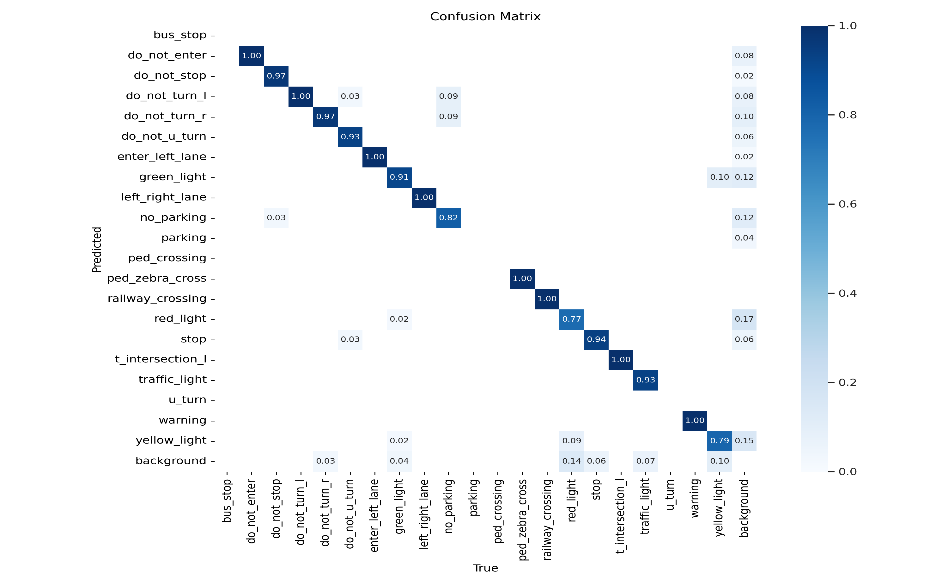 Confusion Matrix
bus_stop
do_not_enter 1.00 0.08
do_not_stop 0.97 0.02
do_not_turn_l 1.00 0.03 0.09 0.08
do_not_turn_r 0.97 0.09 0.10
do_not_u_turn 0.93 0.06
enter_left_lane 1.00 0.02
green_light 0.91 0.10 0.12
left_right_lane 1.00
no_parking 0.03 0.82 0.12
parking 0.04
ped_crossing
ped_zebra_cross 1.00
railway_crossing 1.00
red_light 0.02 0.77 0.17
stop 0.03 0.94 0.06
t_intersection_l 1.00
traffic_light 0.93
u_turn
warning 1.00
yellow_light 0.02 0.09 0.79 0.15
background 0.03 0.04 0.14 0.06 0.07 0.10
Predicted
bus_stop
do_not_enter
do_not_stop
do_not_turn_l
do_not_turn_r
do_not_u_turn
enter_left_lane
green_light
left_right_lane
no_parking
parking
ped_crossing
ped_zebra_cross
railway_crossing
red_light
stop
t_intersection_l
traffic_light
u_turn
warning
yellow_light
background
True
1.0
0.8
0.6
0.4
0.2
0.0